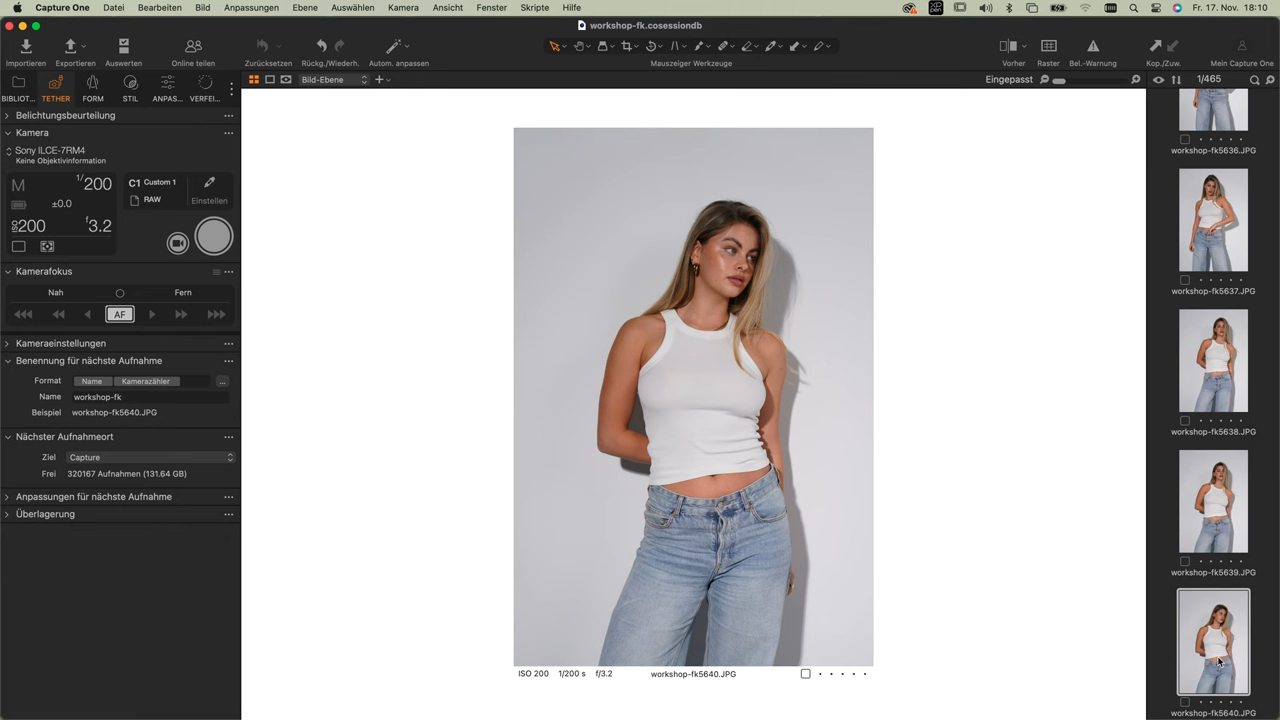 Capture One Datei Bearbeiten Bild Anpassungen Ebene Auswählen Kamera Ansicht Fenster Skripte Hilfe Fr. 17. Nov. 18:10
workshop-fk.cosessiondb
Importieren Exportieren Auswerten Online teilen Zurücksetzen Rückg./Wiederh. Autom. anpassen Mauszeiger Werkzeuge Vorher Raster Bel.-Warnung Kop./Zuw. Mein Capture One
BIBLIOT... TETHER FORM STIL ANPAS... VERFEI...
Bild-Ebene Eingepasst 1/465
Belichtungsbeurteilung
Kamera
Sony ILCE-7RM4
Keine Objektivinformation
M 1/200 C1 Custom 1
±0.0 RAW Einstellen
ISO 200 f3.2
Kamerafokus
Nah Fern
AF
Kameraeinstellungen
Benennung für nächste Aufnahme
Format Name Kamerazähler ...
Name workshop-fk
Beispiel workshop-fk5640.JPG
Nächster Aufnahmeort
Ziel Capture
Frei 320167 Aufnahmen (131.64 GB)
Anpassungen für nächste Aufnahme
Überlagerung
ISO 200 1/200 s f/3.2 workshop-fk5640.JPG
workshop-fk5636.JPG
workshop-fk5637.JPG
workshop-fk5638.JPG
workshop-fk5639.JPG
workshop-fk5640.JPG